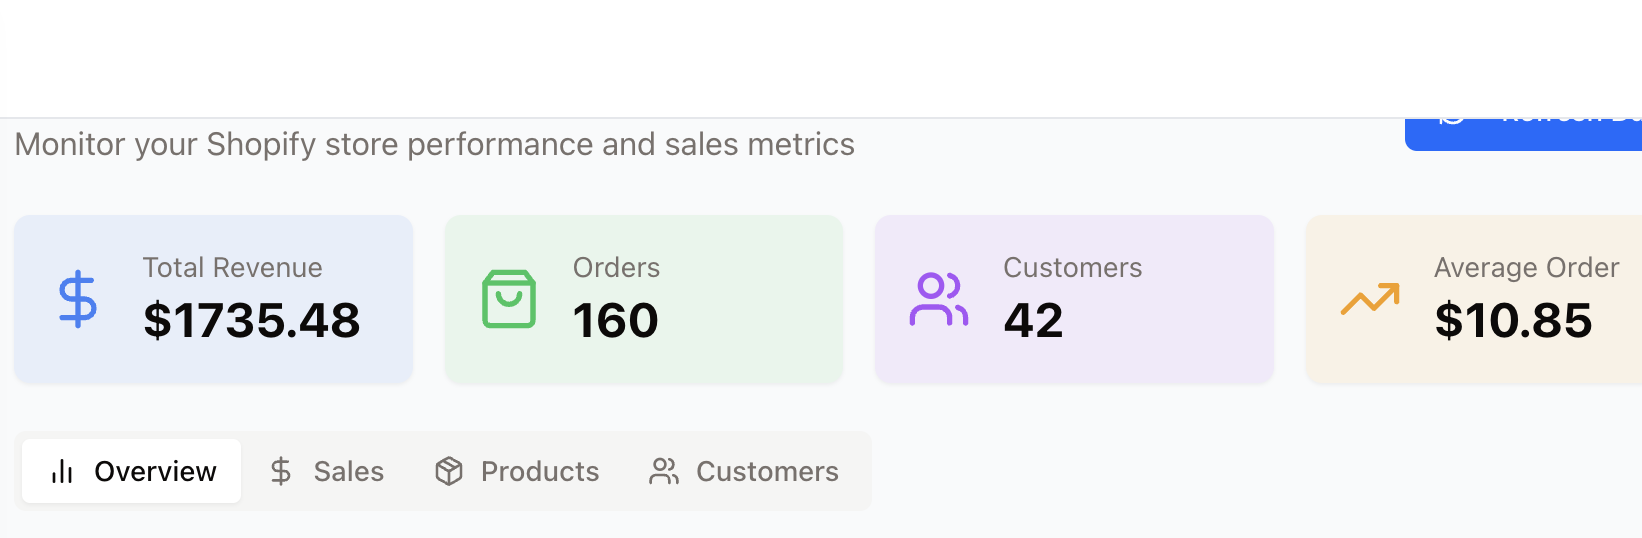 Monitor your Shopify store performance and sales metrics
Total Revenue
$1735.48
Orders
160
Customers
42
Average Order
$10.85
Overview
Sales
Products
Customers